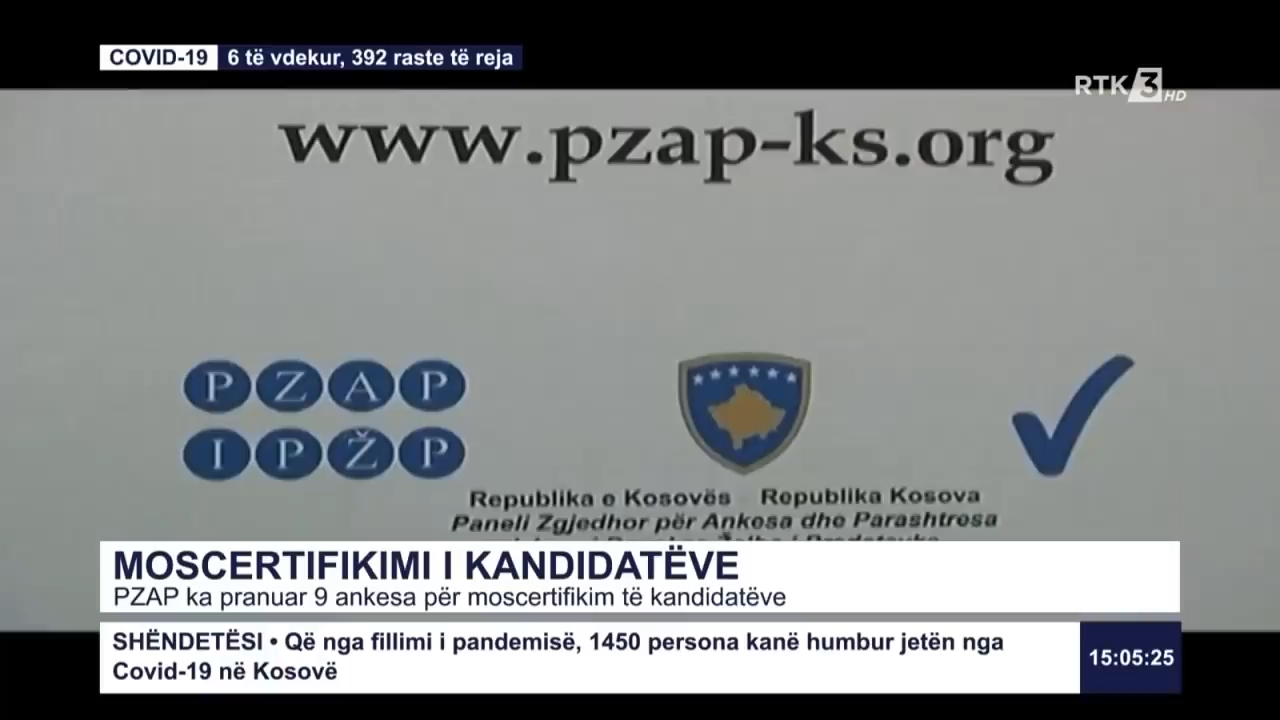 COVID-19 6 të vdekur, 392 raste të reja
RTK 3 HD
www.pzap-ks.org
PZAP
IPŽP
Republika e Kosovës Republika Kosova
Paneli Zgjedhor për Ankesa dhe Parashtresa
MOSCERTIFIKIMI I KANDIDATËVE
PZAP ka pranuar 9 ankesa për moscertifikim të kandidatëve
SHËNDETËSI • Që nga fillimi i pandemisë, 1450 persona kanë humbur jetën nga
Covid-19 në Kosovë
15:05:25